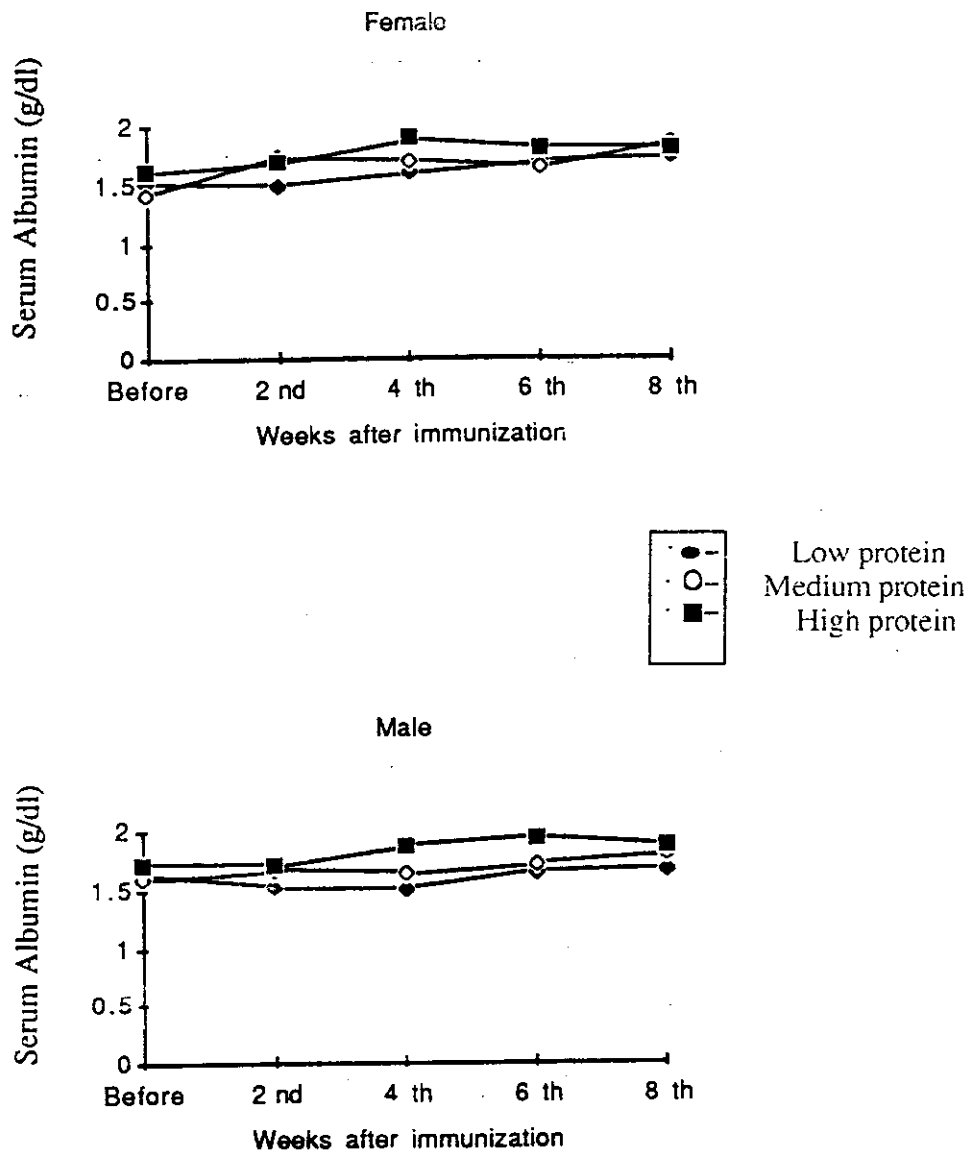 Female
Serum Albumin (g/dl)
2
1.5
1
0.5
0
Before 2 nd 4 th 6 th 8 th
Weeks after immunization
Low protein
Medium protein
High protein
Male
Serum Albumin (g/dl)
2
1.5
1
0.5
0
Before 2 nd 4 th 6 th 8 th
Weeks after immunization